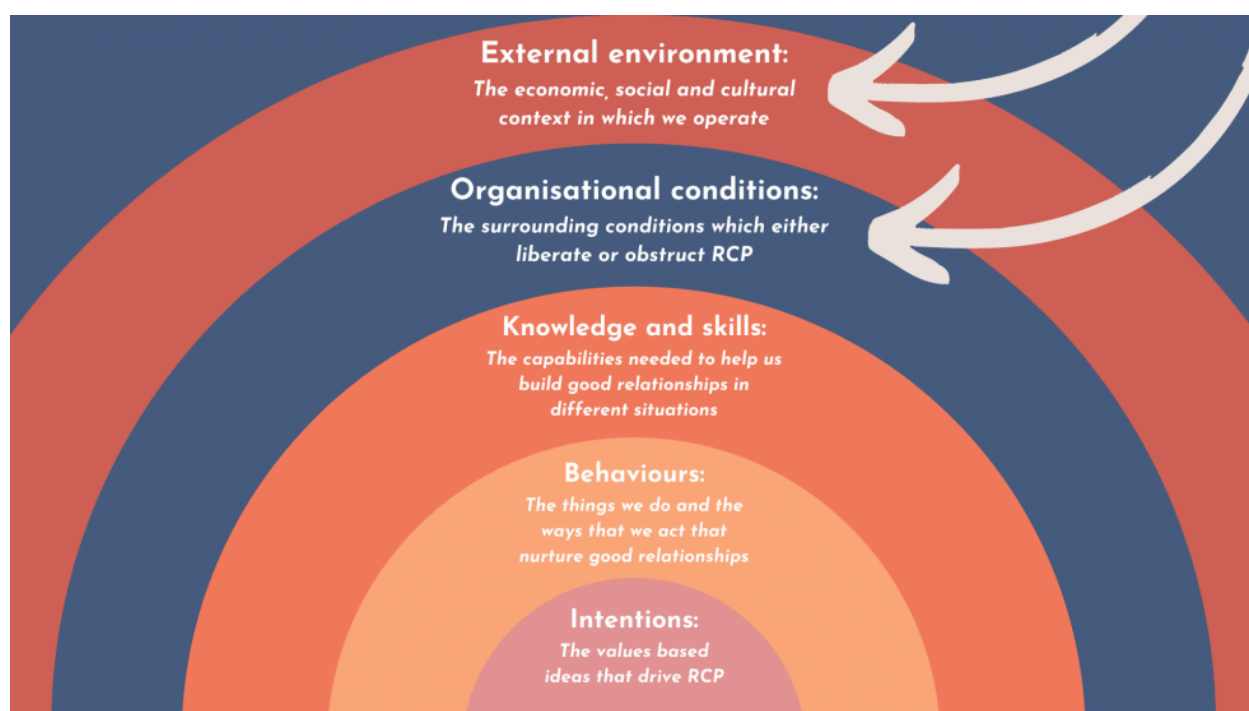 External environment:
The economic, social and cultural
context in which we operate
Organisational conditions:
The surrounding conditions which either
liberate or obstruct RCP
Knowledge and skills:
The capabilities needed to help us
build good relationships in
different situations
Behaviours:
The things we do and the
ways that we act that
nurture good relationships
Intentions:
The values based
ideas that drive RCP